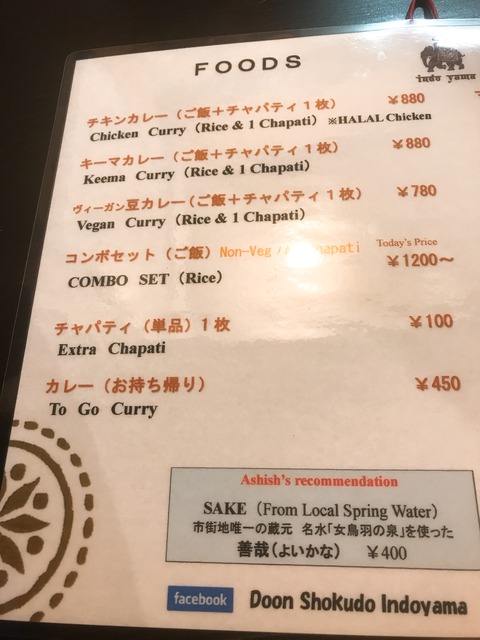 FOODS
indo yama
チキンカレー（ご飯＋チャパティ１枚） ￥880
Chicken Curry（Rice & 1 Chapati） ※HALAL Chicken
キーマカレー（ご飯＋チャパティ１枚） ￥880
Keema Curry（Rice & 1 Chapati）
ヴィーガン豆カレー（ご飯＋チャパティ１枚） ￥780
Vegan Curry（Rice & 1 Chapati）
コンボセット（ご飯） Non-Veg Chapati Today's Price
￥1200～
COMBO SET（Rice）
チャパティ（単品）１枚 ￥100
Extra Chapati
カレー（お持ち帰り） ￥450
To Go Curry
Ashish's recommendation
SAKE（From Local Spring Water）
市街地唯一の蔵元 名水「女鳥羽の泉」を使った
善哉（よいかな） ￥400
facebook Doon Shokudo Indoyama